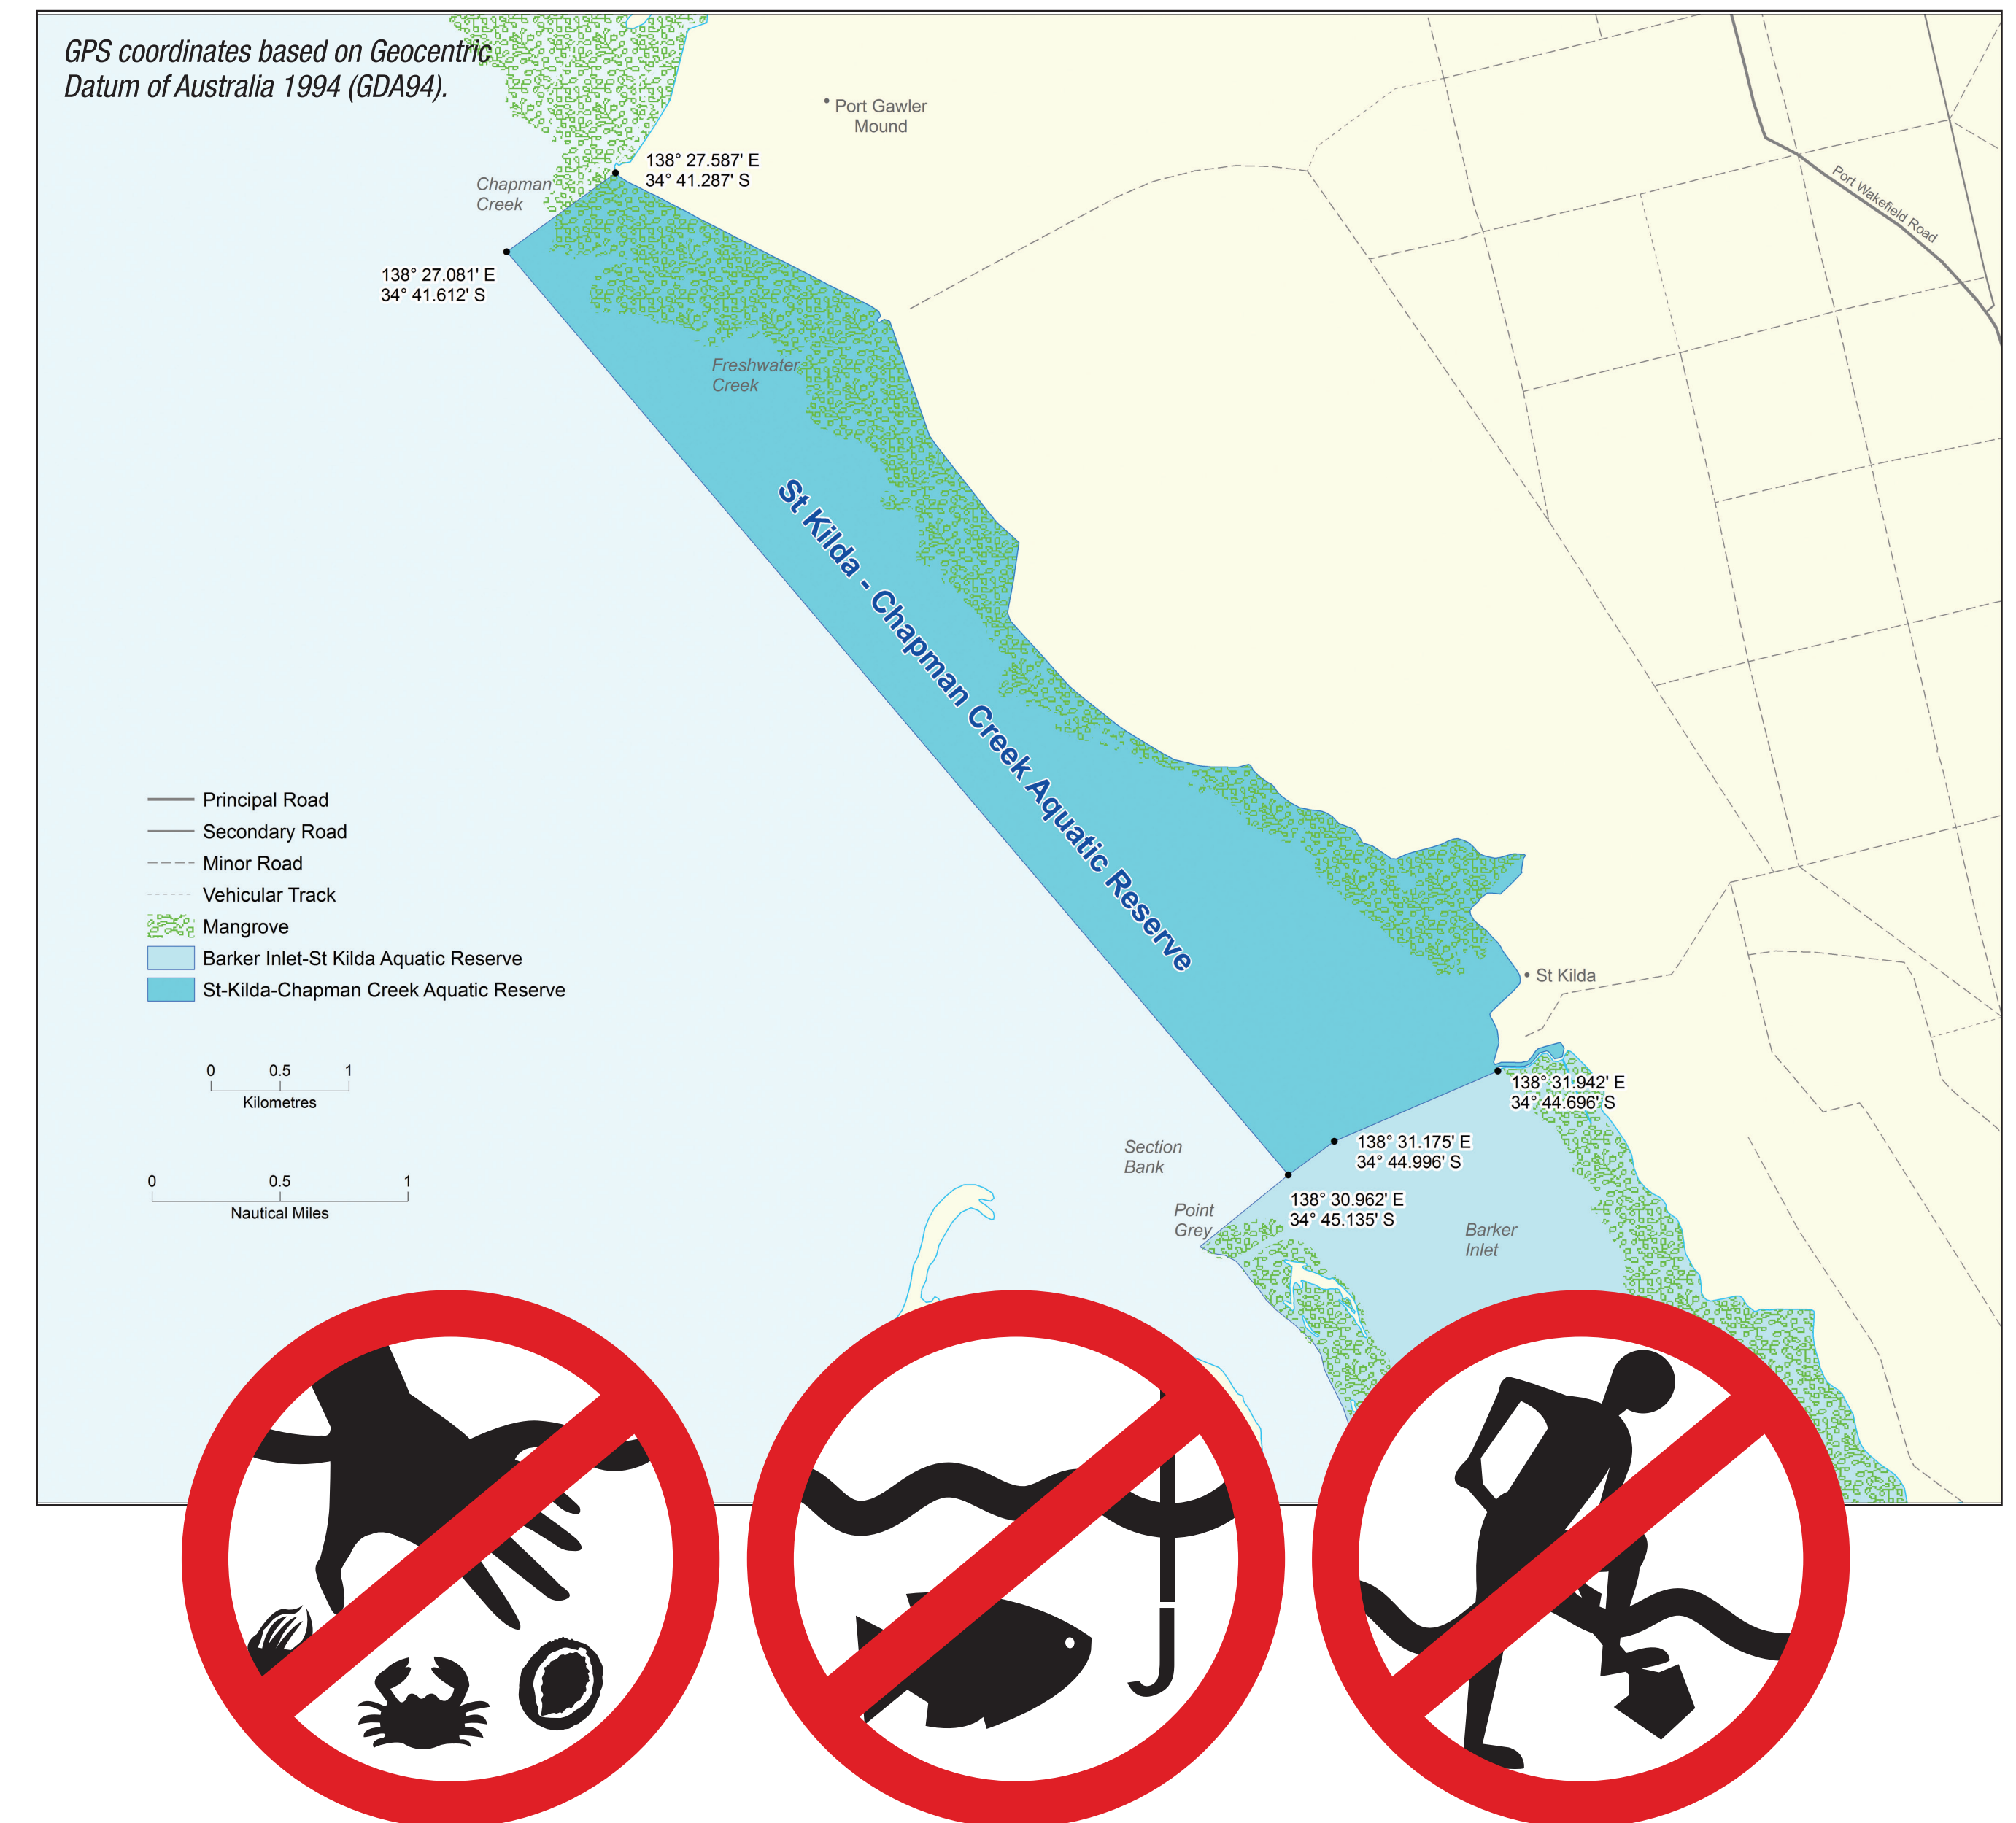 GPS coordinates based on Geocentric
Datum of Australia 1994 (GDA94).
Port Gawler
Mound
138° 27.587' E
34° 41.287' S
Chapman
Creek
Port Wakefield Road
138° 27.081' E
34° 41.612' S
Freshwater
Creek
St Kilda - Chapman Creek Aquatic Reserve
Principal Road
Secondary Road
Minor Road
Vehicular Track
Mangrove
Barker Inlet-St Kilda Aquatic Reserve
St-Kilda-Chapman Creek Aquatic Reserve
St Kilda
0 0.5 1
Kilometres
138° 31.942' E
34° 44.696' S
138° 31.175' E
34° 44.996' S
Section
Bank
0 0.5 1
Nautical Miles
138° 30.962' E
34° 45.135' S
Point
Grey
Barker
Inlet